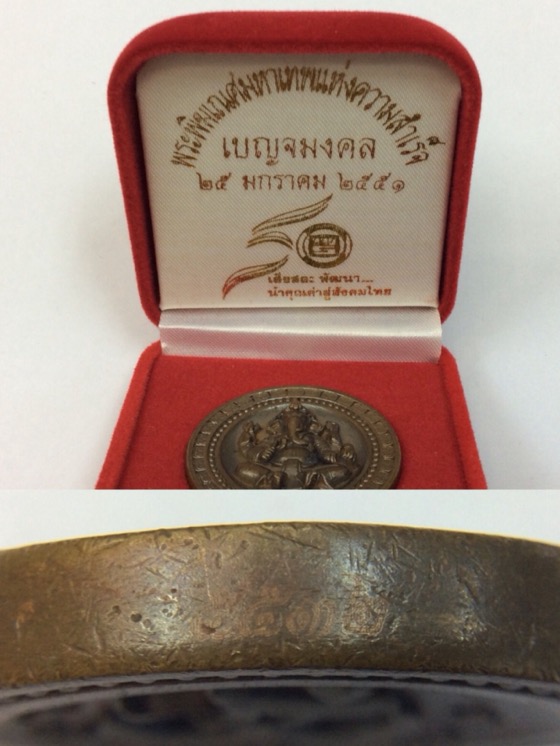 พระพิฆเณศมหาเทพแห่งความสำเร็จ
เบญจมงคล
๒๕ มกราคม ๒๕๕๑
๕๐
เสียสละ พัฒนา....
นำคุณค่าสู่สังคมไทย